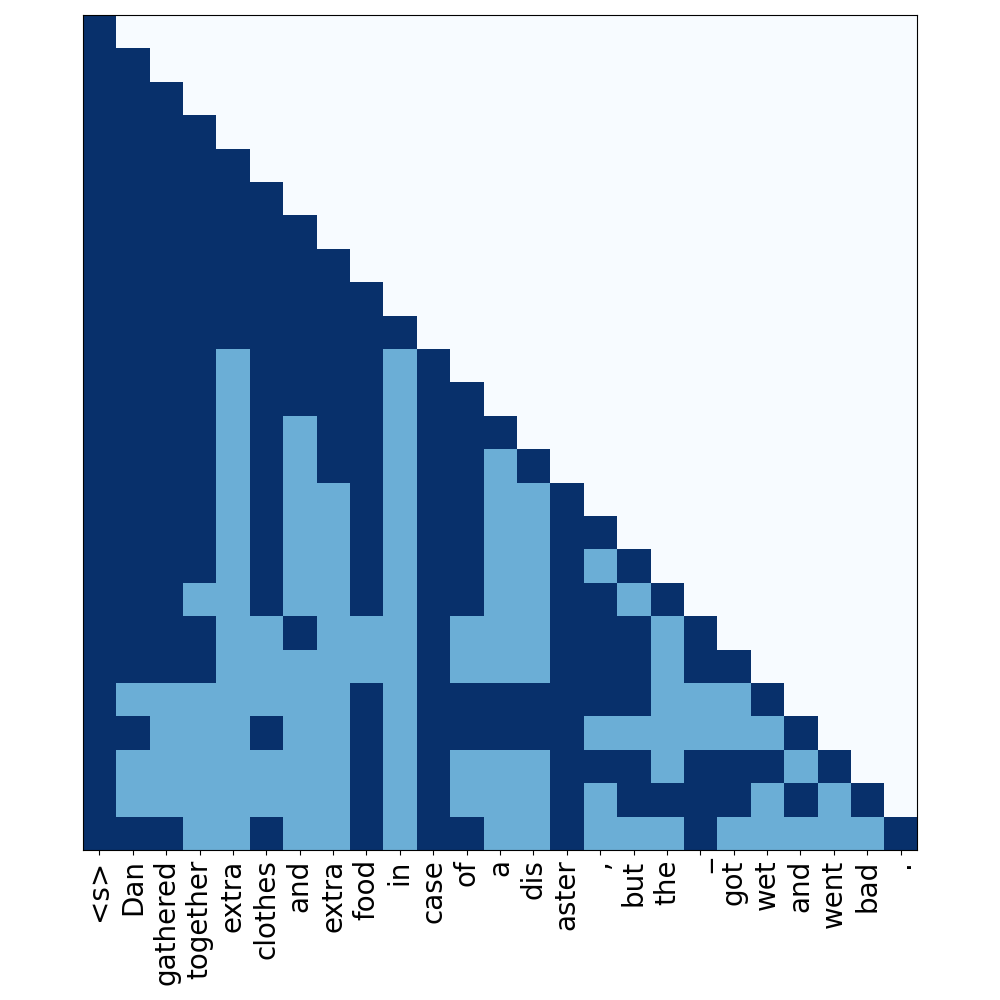 <s> Dan gathered together extra clothes and extra food in case of a dis aster , but the _ got wet and went bad .